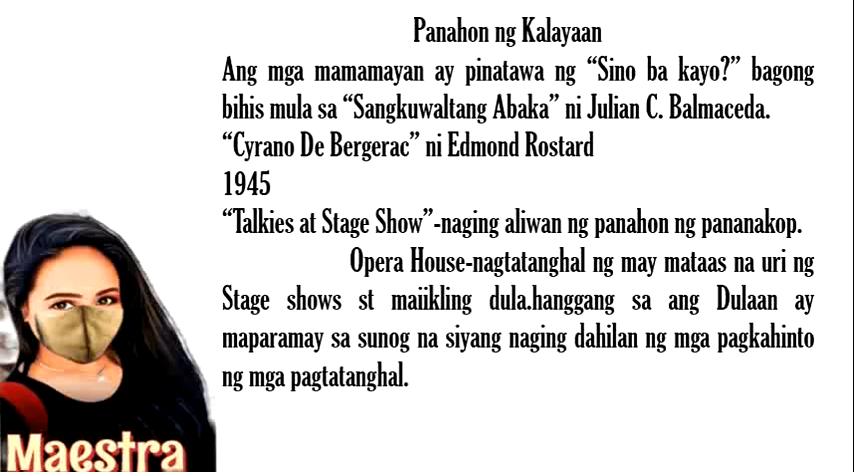 Panahon ng Kalayaan
Ang mga mamamayan ay pinatawa ng “Sino ba kayo?” bagong
bihis mula sa “Sangkuwaltang Abaka” ni Julian C. Balmaceda.
“Cyrano De Bergerac” ni Edmond Rostard
1945
“Talkies at Stage Show”-naging aliwan ng panahon ng pananakop.
Opera House-nagtatanghal ng may mataas na uri ng
Stage shows st maiikling dula.hanggang sa ang Dulaan ay
maparamay sa sunog na siyang naging dahilan ng mga pagkahinto
ng mga pagtatanghal.
Maestra